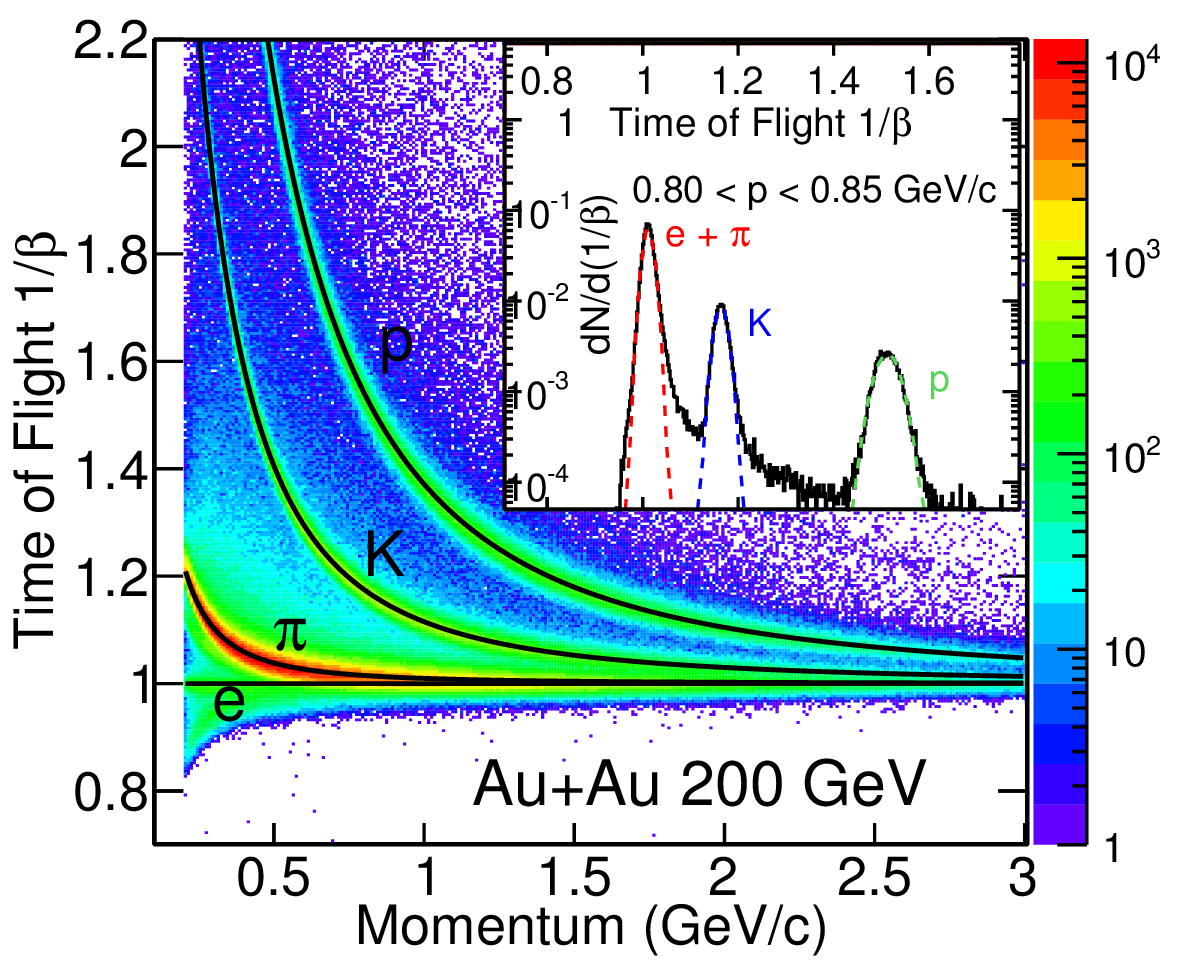 2.2
2
1.8
1.6
1.4
1.2
1
0.8
Time of Flight 1/β
0.5
1
1.5
2
2.5
3
Momentum (GeV/c)
p
K
π
e
Au+Au 200 GeV
0.8 1 1.2 1.4 1.6
Time of Flight 1/β
0.80 < p < 0.85 GeV/c
1
10⁻¹
10⁻²
10⁻³
10⁻⁴
dN/d(1/β)
e + π
K
p
10⁴
10³
10²
10
1